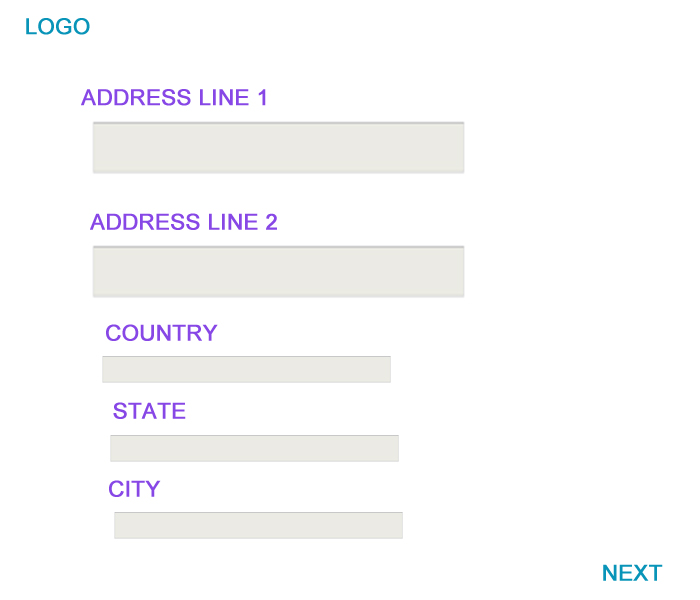 LOGO
ADDRESS LINE 1
ADDRESS LINE 2
COUNTRY
STATE
CITY
NEXT